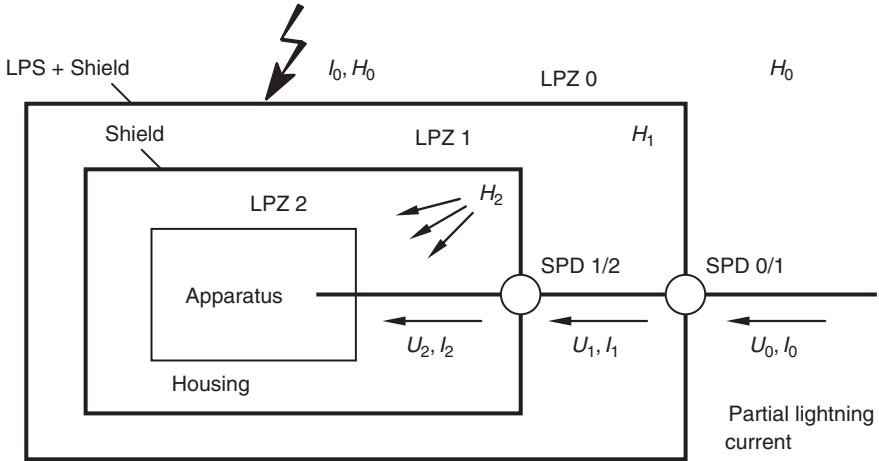 I0, H0
LPZ 0
H0
LPS + Shield
Shield
LPZ 1
H1
LPZ 2
H2
SPD 1/2
SPD 0/1
Apparatus
U2, I2
U1, I1
U0, I0
Housing
Partial lightning
current